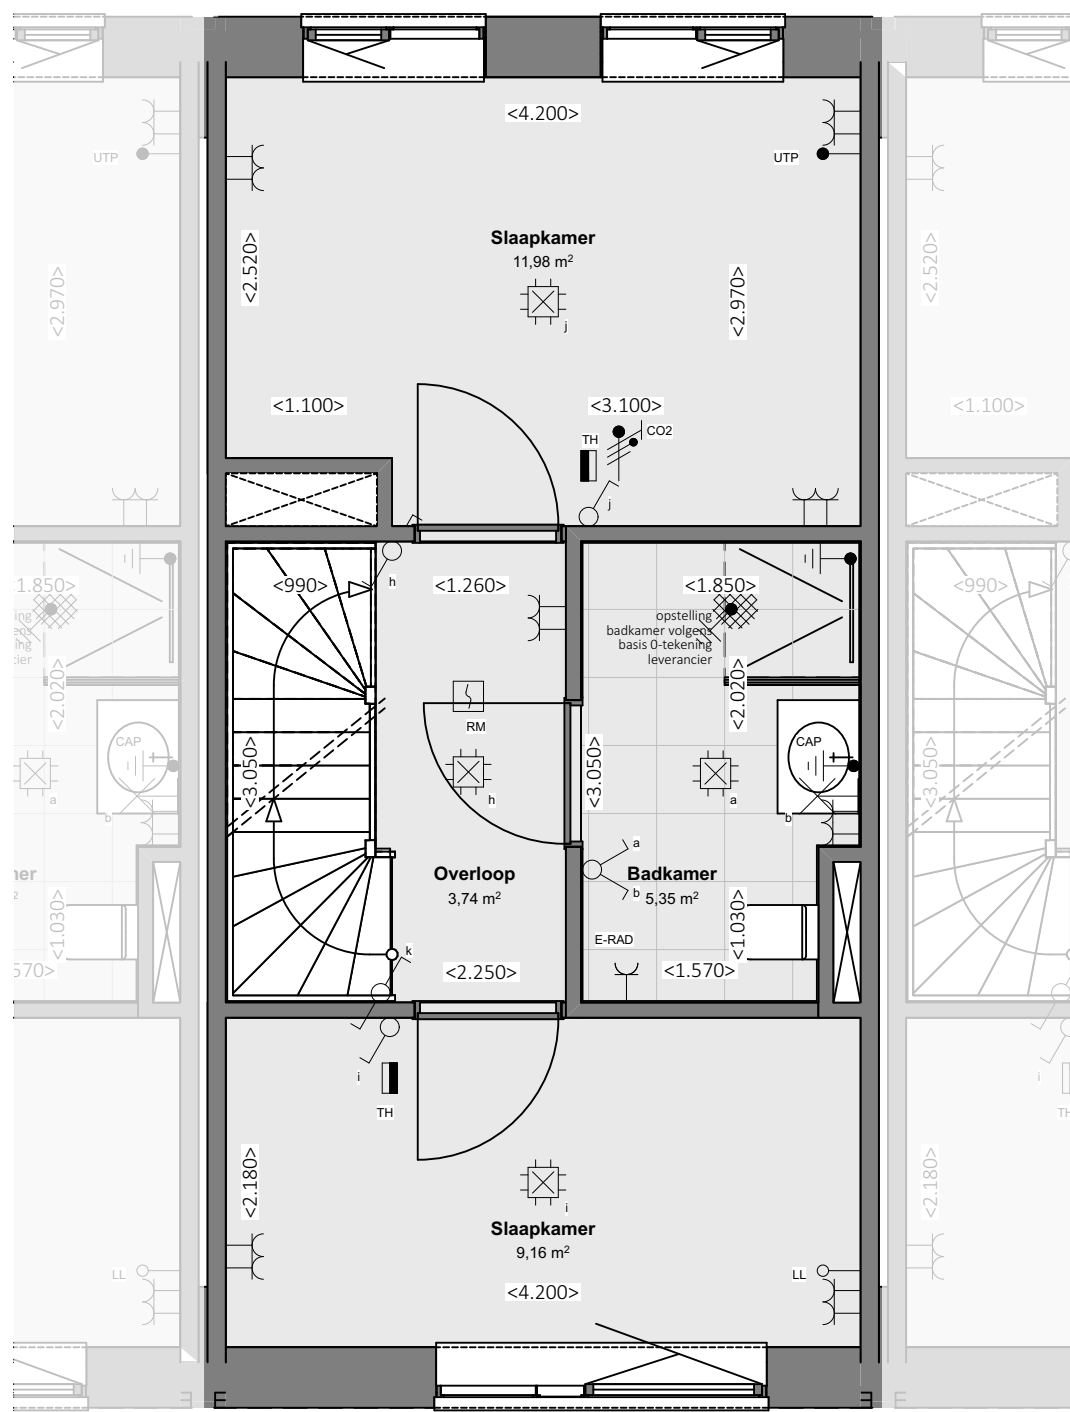 <4.200>
UTP
UTP
<2.520>
<2.520>
<2.970>
<2.970>
Slaapkamer
11,98 m²
j
<1.100>
<3.100>
<1.100>
TH
CO2
j
h
<1.850>
<990>
<1.260>
<1.850>
<990>
opstelling
badkamer volgens
basis 0-tekening
leverancier
<2.020>
<2.020>
RM
CAP
CAP
<3.050>
<3.050>
<3.050>
a
h
a
b
b
a
Overloop
3,74 m²
Badkamer
5,35 m²
b
<1.030>
<1.030>
E-RAD
k
<2.250>
<1.570>
i
TH
i
<2.180>
<2.180>
i
Slaapkamer
9,16 m²
LL
LL
<4.200>